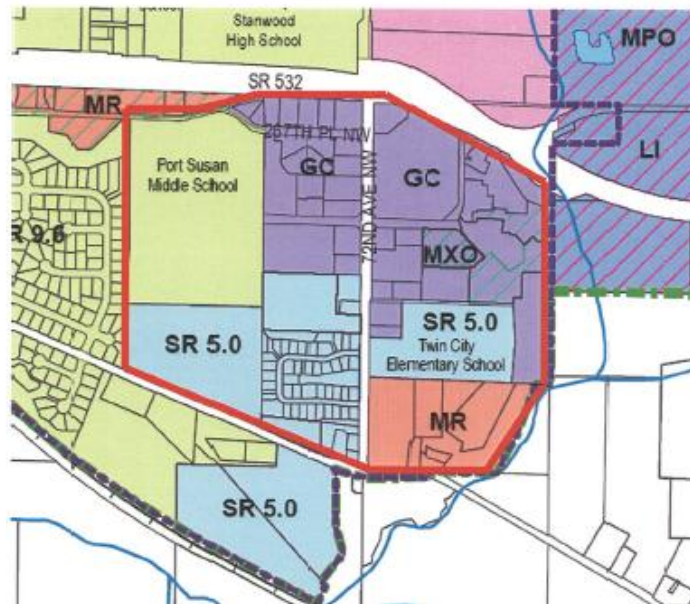 Stanwood
High School
MPO
SR 532
MR
267TH PL NW
LI
Port Susan
Middle School
GC
GC
72ND AVE NW
R 9.6
MXO
SR 5.0
SR 5.0
Twin City
Elementary School
MR
SR 5.0